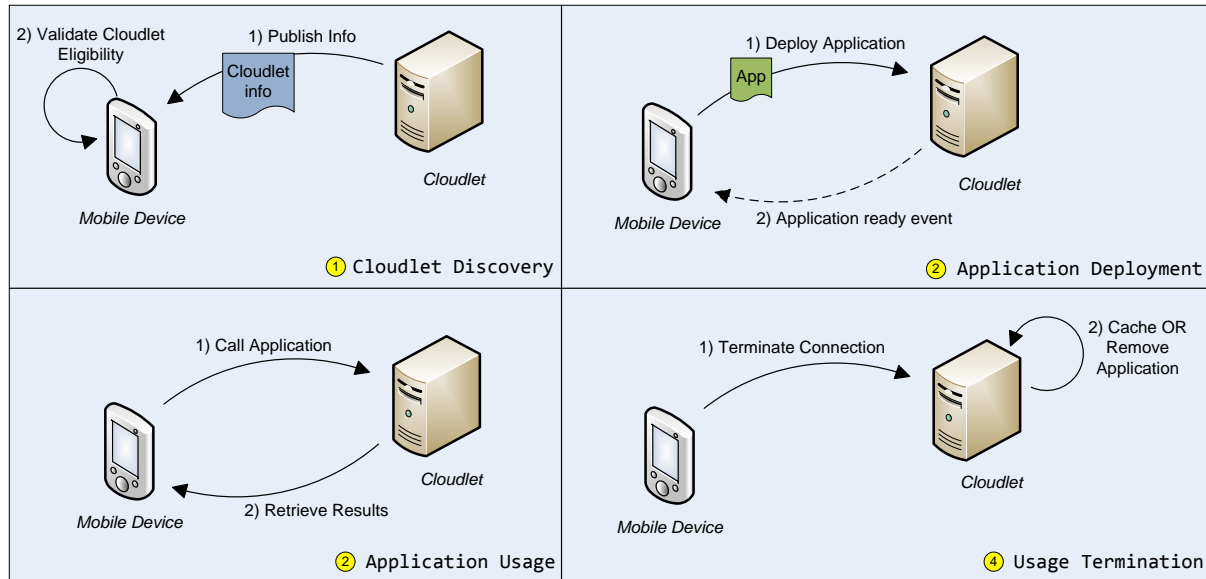 2) Validate Cloudlet
Eligibility
1) Publish Info
Cloudlet
info
Cloudlet
Mobile Device
1 Cloudlet Discovery
1) Deploy Application
App
Cloudlet
2) Application ready event
Mobile Device
2 Application Deployment
1) Call Application
Cloudlet
2) Retrieve Results
Mobile Device
2 Application Usage
1) Terminate Connection
2) Cache OR
Remove
Application
Cloudlet
Mobile Device
4 Usage Termination